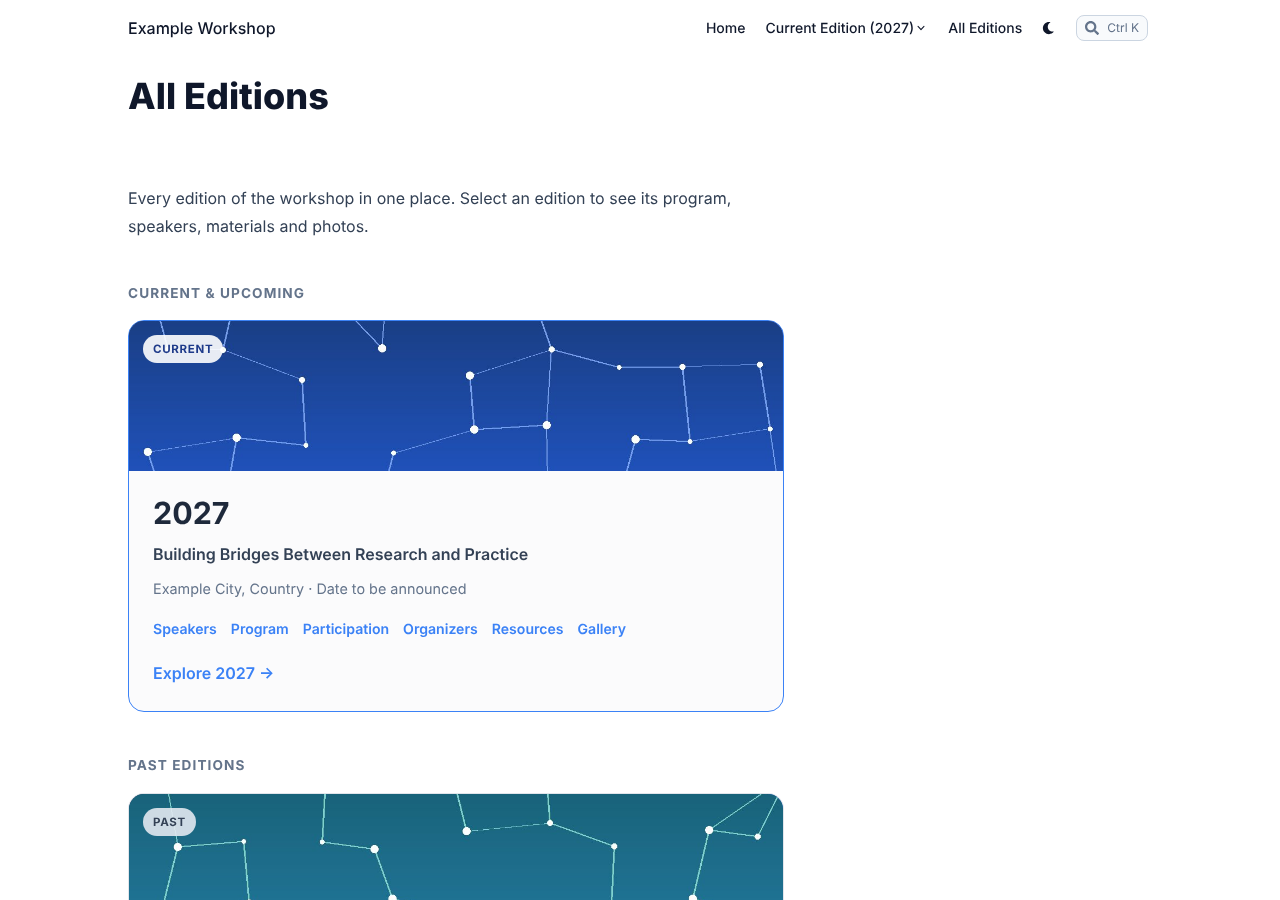 Example Workshop
Home
Current Edition (2027)
All Editions
Ctrl K
All Editions
Every edition of the workshop in one place. Select an edition to see its program,
speakers, materials and photos.
CURRENT & UPCOMING
CURRENT
2027
Building Bridges Between Research and Practice
Example City, Country · Date to be announced
Speakers Program Participation Organizers Resources Gallery
Explore 2027 →
PAST EDITIONS
PAST